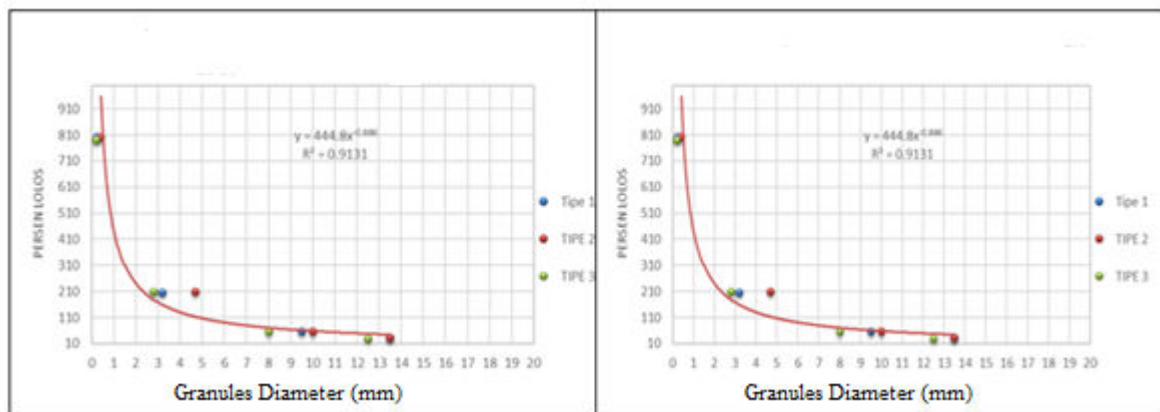 y = 444.8x
R² = 0.9131
910
810
710
610
510
410
310
210
110
10
PERSEN LOLOS
0 1 2 3 4 5 6 7 8 9 10 11 12 13 14 15 16 17 18 19 20
Granules Diameter (mm)
Tipe 1
TIPE 2
TIPE 3
y = 444.8x
R² = 0.9131
910
810
710
610
510
410
310
210
110
10
PERSEN LOLOS
0 1 2 3 4 5 6 7 8 9 10 11 12 13 14 15 16 17 18 19 20
Granules Diameter (mm)
Tipe 1
TIPE 2
TIPE 3